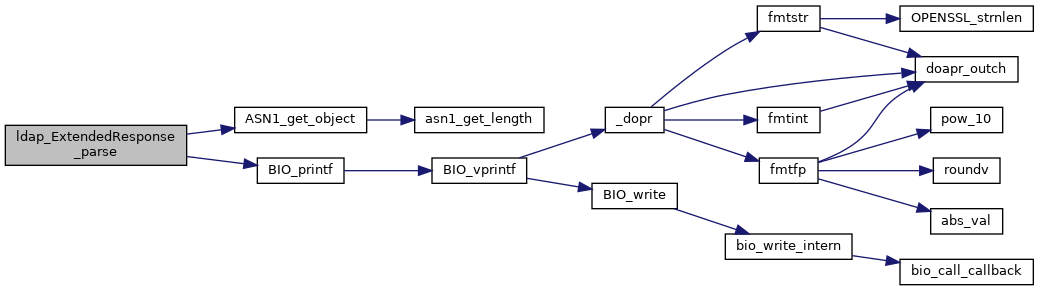 ldap_ExtendedResponse
_parse
ASN1_get_object
asn1_get_length
BIO_printf
BIO_vprintf
_dopr
fmtstr
OPENSSL_strnlen
doapr_outch
fmtint
fmtfp
pow_10
roundv
abs_val
BIO_write
bio_write_intern
bio_call_callback